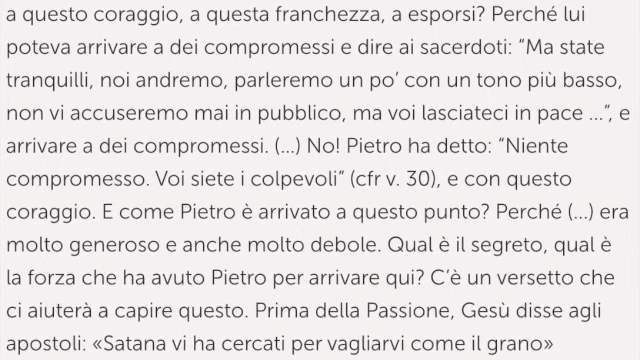 a questo coraggio, a questa franchezza, a esporsi? Perché lui
poteva arrivare a dei compromessi e dire ai sacerdoti: “Ma state
tranquilli, noi andremo, parleremo un po’ con un tono più basso,
non vi accuseremo mai in pubblico, ma voi lasciateci in pace …”, e
arrivare a dei compromessi. (…) No! Pietro ha detto: “Niente
compromesso. Voi siete i colpevoli” (cfr v. 30), e con questo
coraggio. E come Pietro è arrivato a questo punto? Perché (…) era
molto generoso e anche molto debole. Qual è il segreto, qual è
la forza che ha avuto Pietro per arrivare qui? C’è un versetto che
ci aiuterà a capire questo. Prima della Passione, Gesù disse agli
apostoli: «Satana vi ha cercati per vagliarvi come il grano»